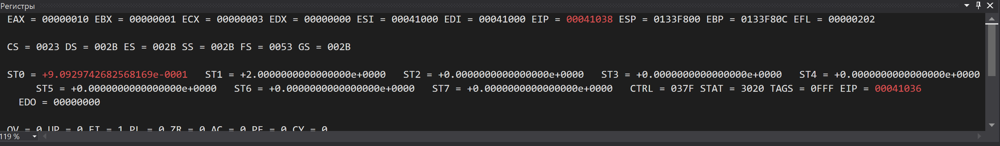 Регистры
EAX = 00000010 EBX = 00000001 ECX = 00000003 EDX = 00000000 ESI = 00041000 EDI = 00041000 EIP = 00041038 ESP = 0133F800 EBP = 0133F80C EFL = 00000202
CS = 0023 DS = 002B ES = 002B SS = 002B FS = 0053 GS = 002B
ST0 = +9.0929742682568169e-0001 ST1 = +2.0000000000000000e+0000 ST2 = +0.0000000000000000e+0000 ST3 = +0.0000000000000000e+0000 ST4 = +0.0000000000000000e+0000
ST5 = +0.0000000000000000e+0000 ST6 = +0.0000000000000000e+0000 ST7 = +0.0000000000000000e+0000 CTRL = 037F STAT = 3020 TAGS = 0FFF EIP = 00041036
EDO = 00000000
OV = 0 UP = 0 EI = 1 PL = 0 ZR = 0 AC = 0 PE = 0 CY = 0
119 %